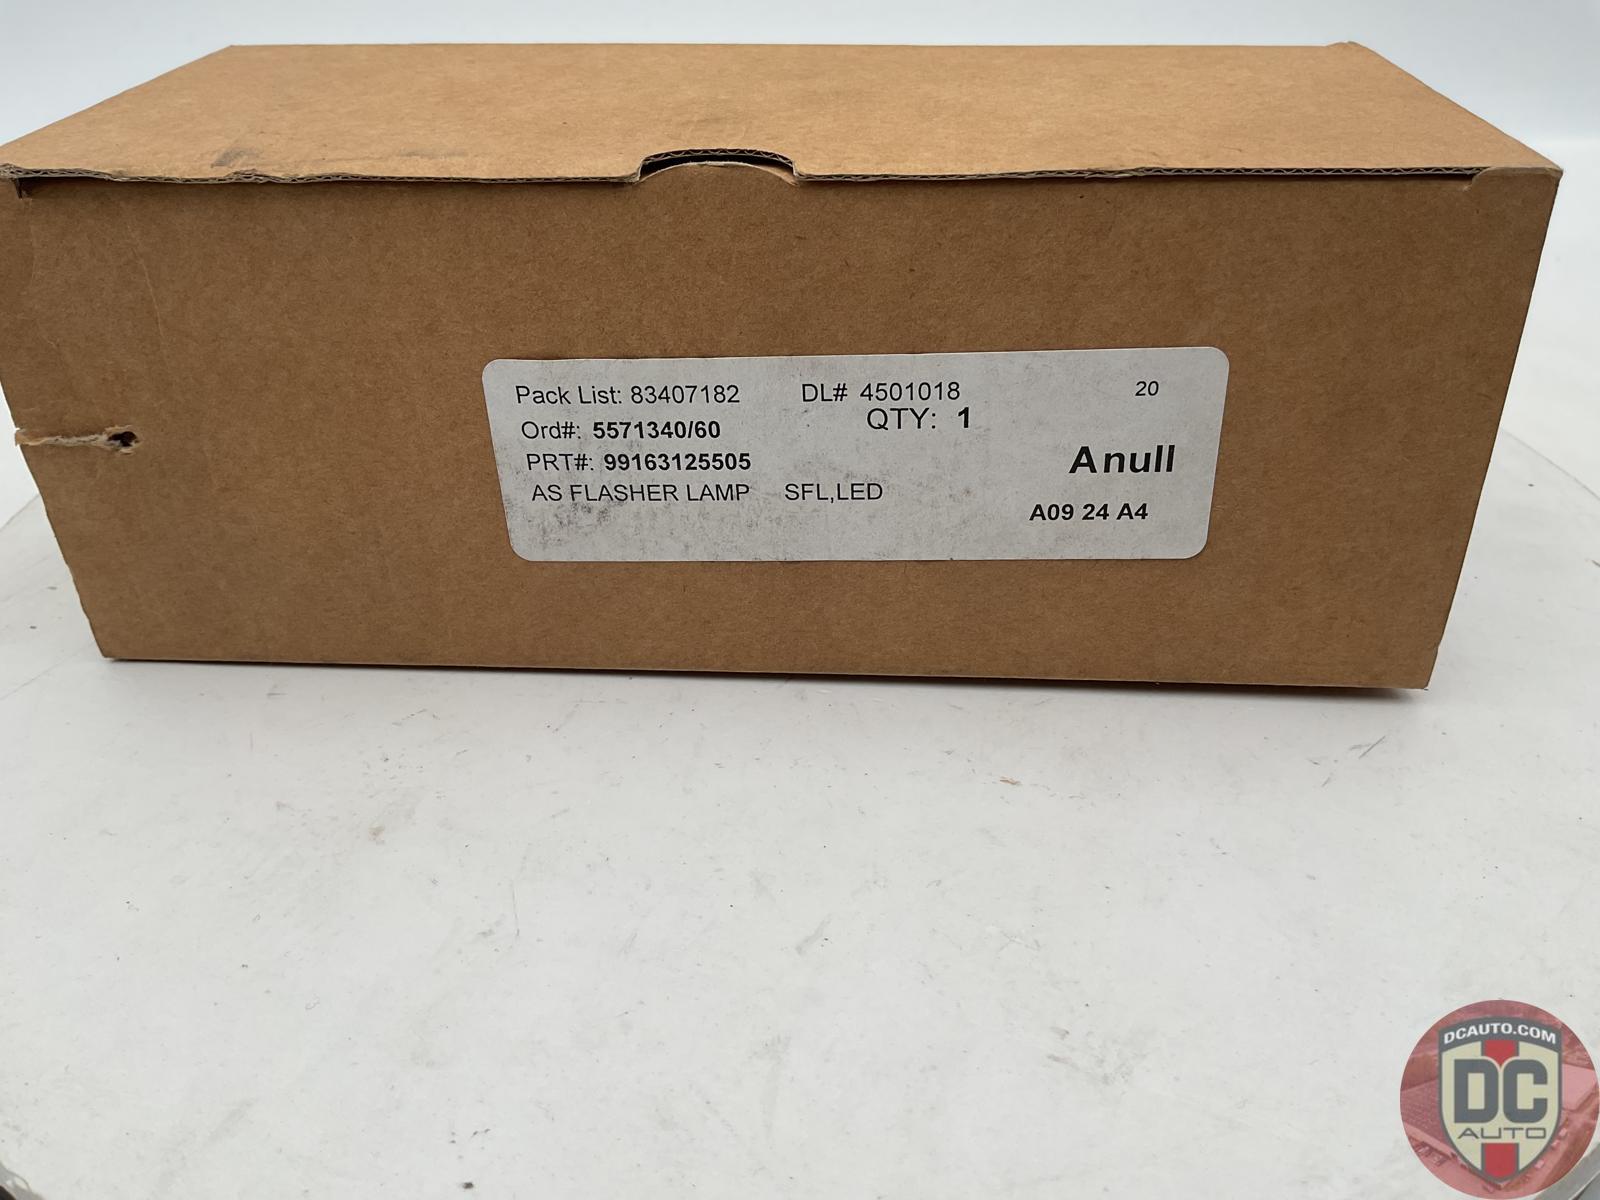 Pack List: 83407182 DL# 4501018 20
QTY: 1
Ord#: 5571340/60
PRT#: 99163125505
Anull
AS FLASHER LAMP SFL,LED
A09 24 A4
DCAUTO.COM
DC
AUTO